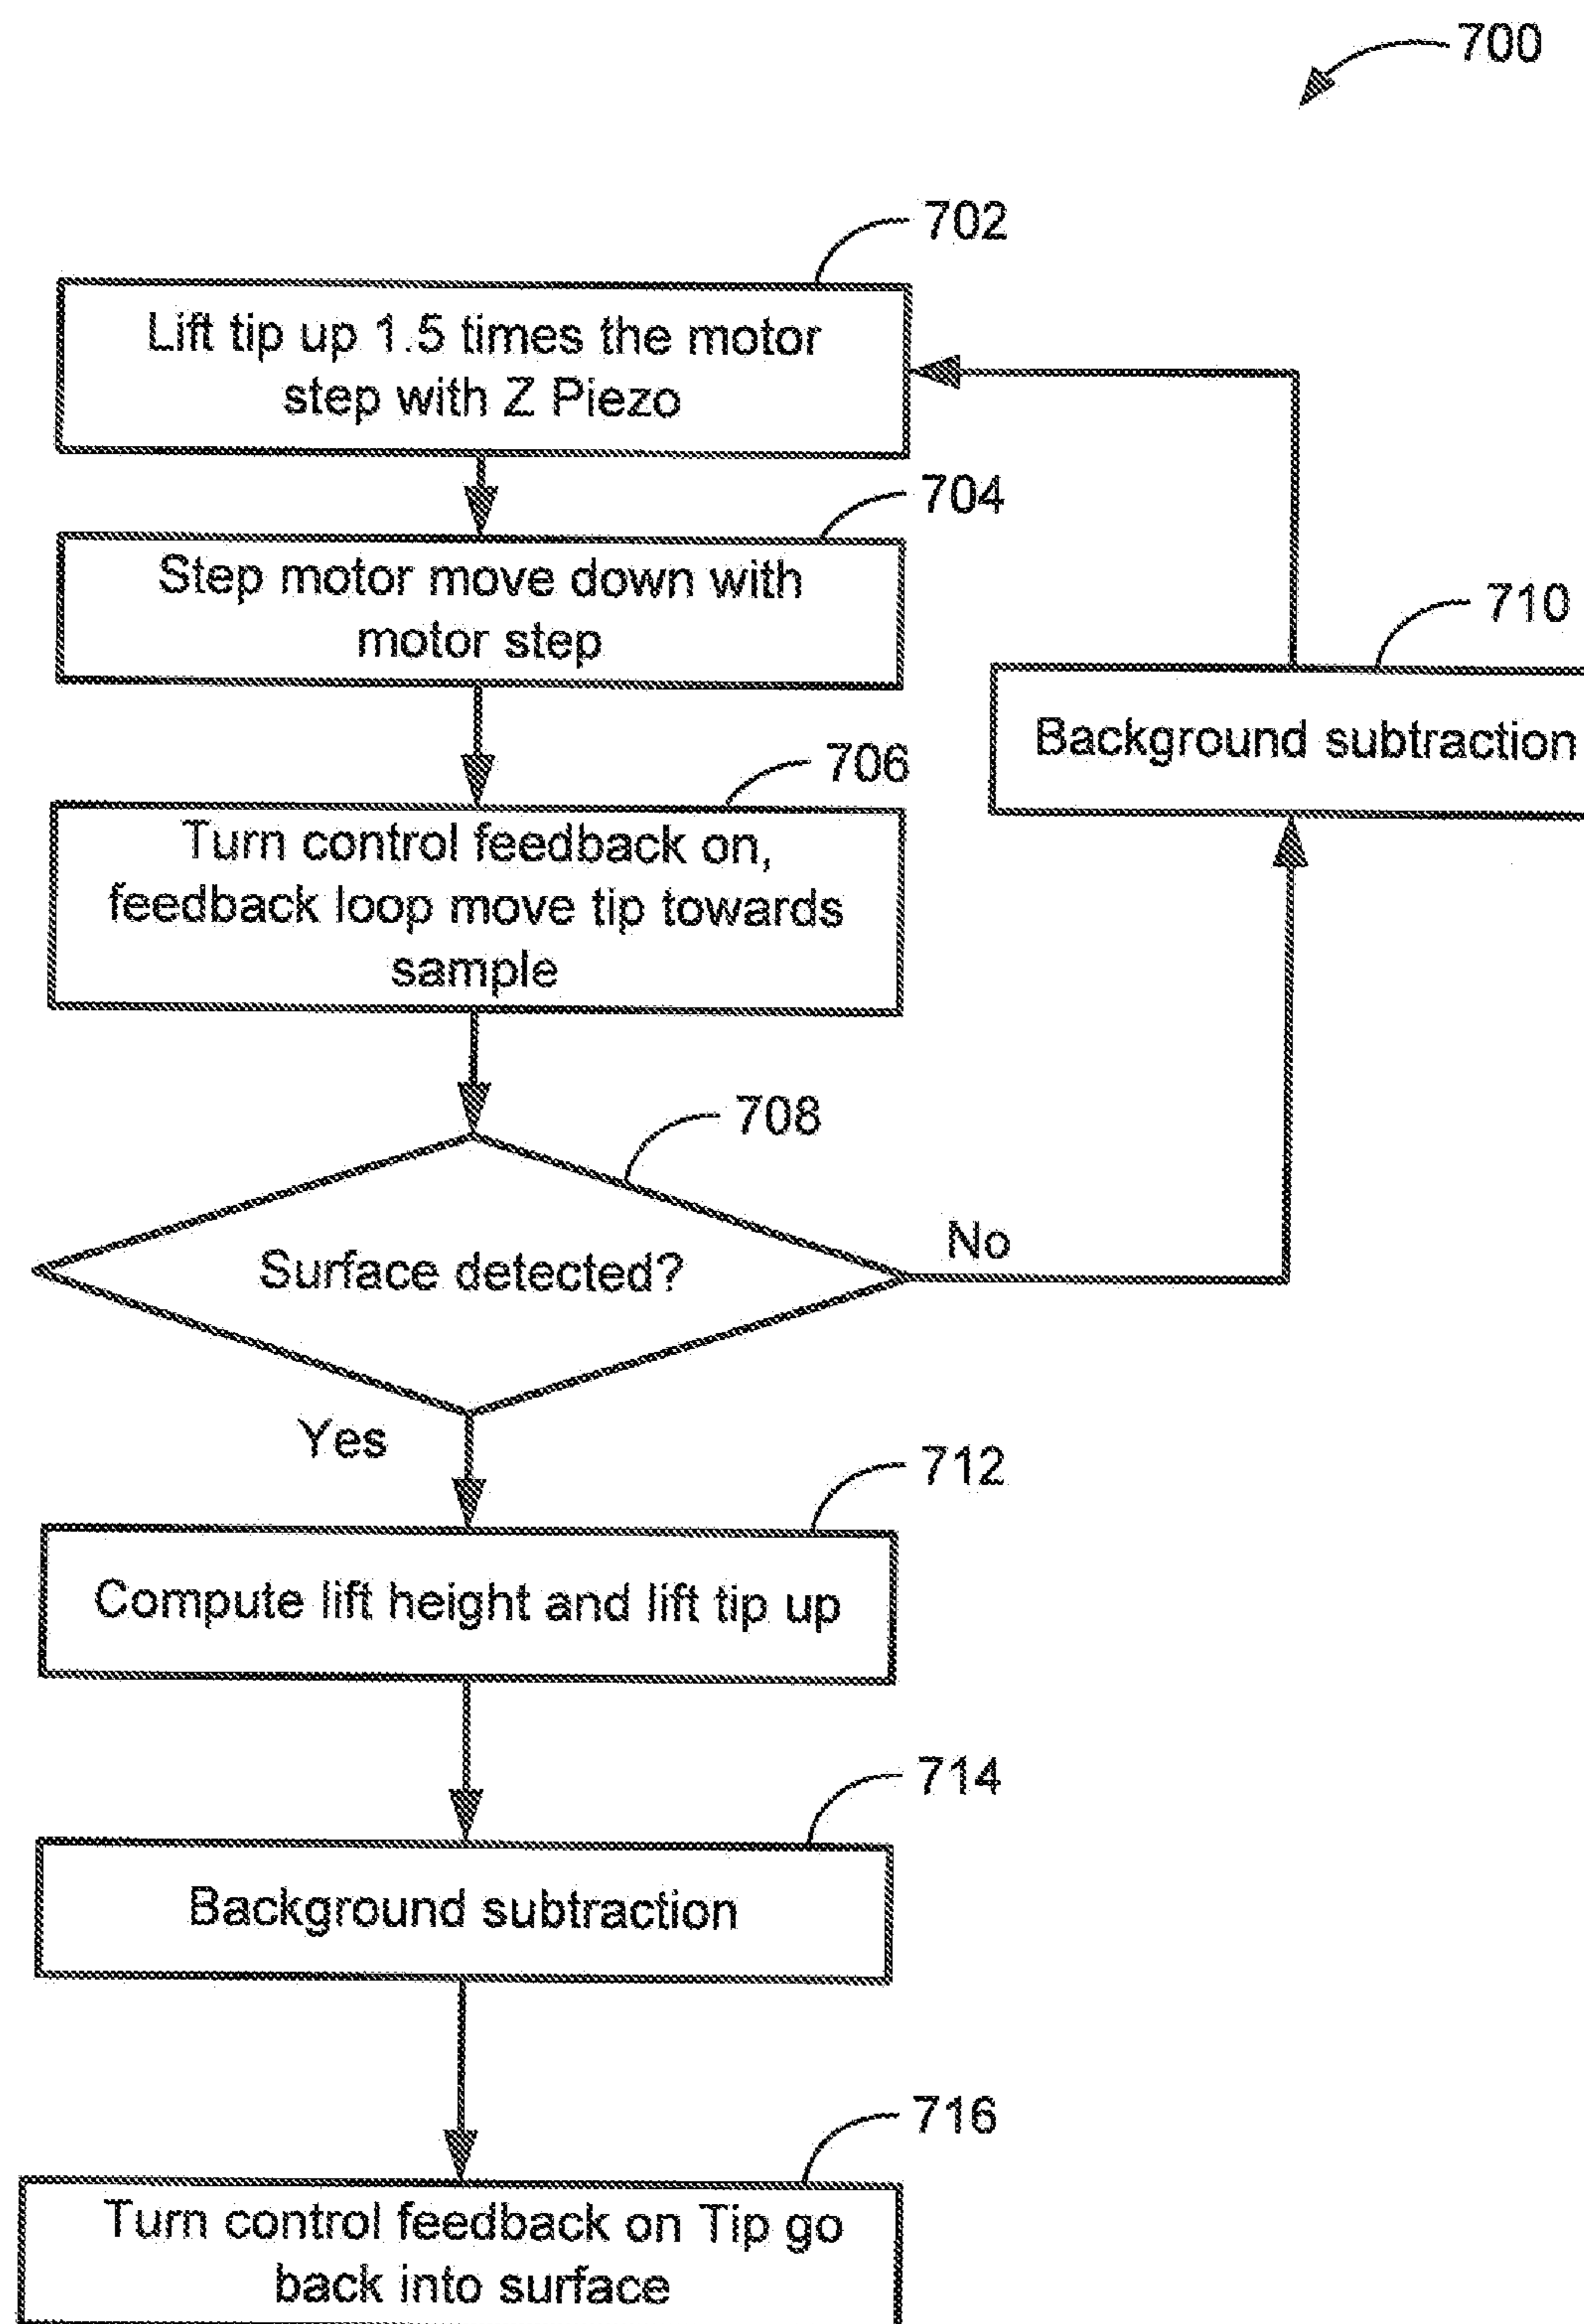 700
702
Lift tip up 1.5 times the motor
step with Z Piezo
704
Step motor move down with
motor step
710
Background subtraction
706
Turn control feedback on,
feedback loop move tip towards
sample
708
Surface detected?
No
Yes
712
Compute lift height and lift tip up
714
Background subtraction
716
Turn control feedback on Tip go
back into surface